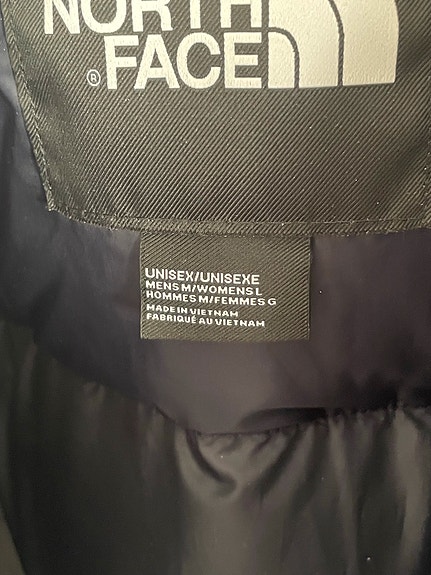 NORTH
FACE
®
UNISEX/UNISEXE
MENS M/WOMENS L
HOMMES M/FEMMES G
MADE IN VIETNAM
FABRIQUÉ AU VIETNAM